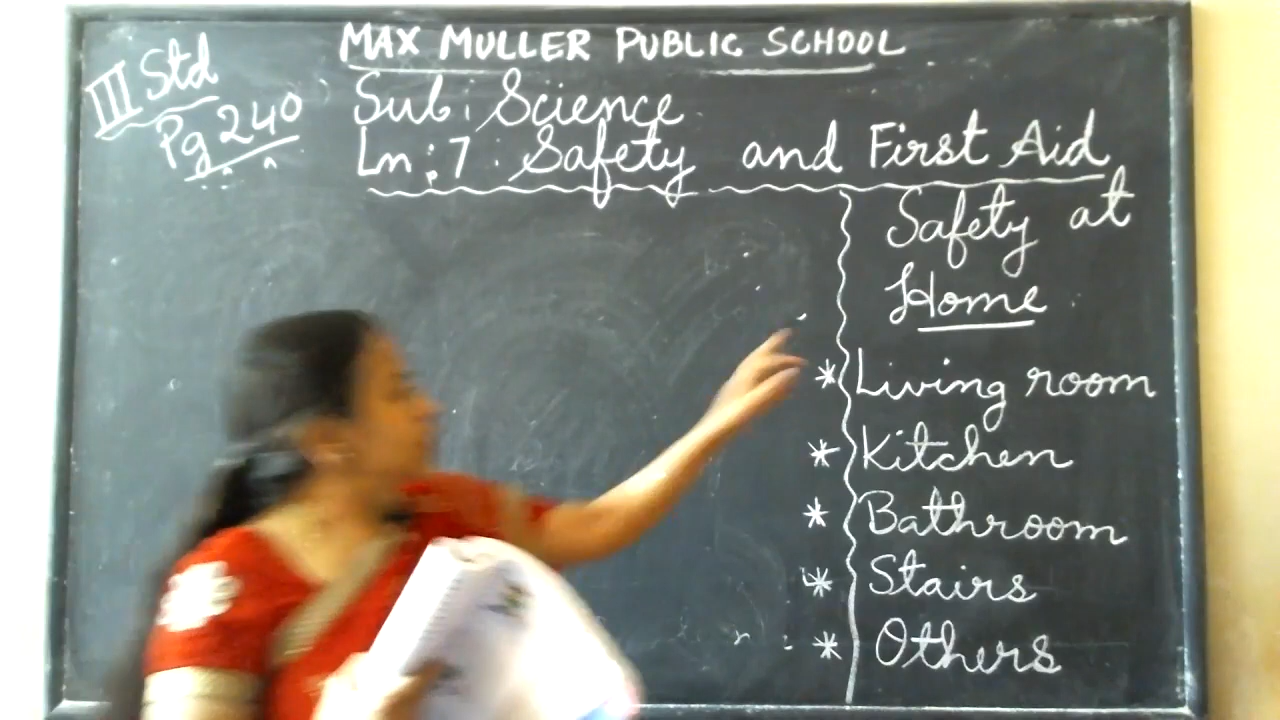 MAX MULLER PUBLIC SCHOOL
III Std
Pg 240
Sub: Science
Ln: 7: Safety and First Aid
Safety at
Home
* Living room
* Kitchen
* Bathroom
* Stairs
* Others